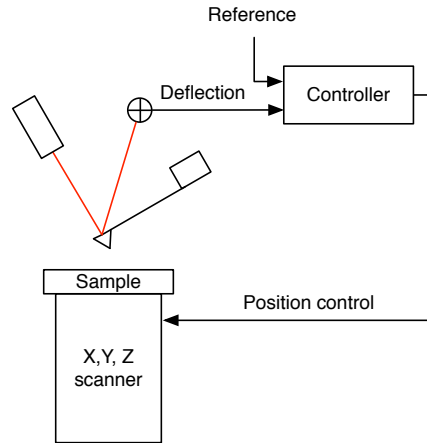 Reference
Deflection
Controller
Sample
Position control
X,Y, Z
scanner